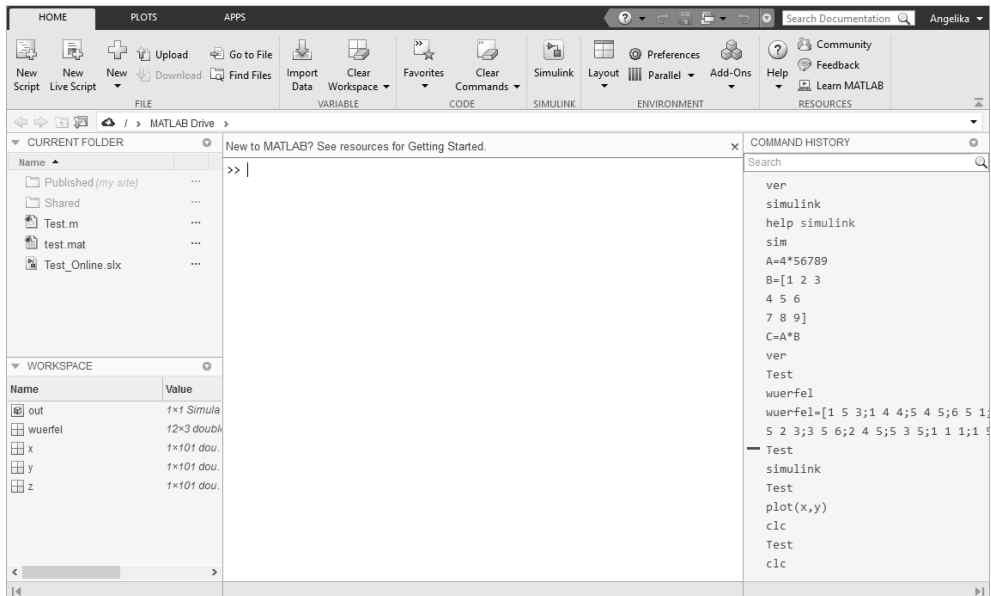 HOME PLOTS APPS Search Documentation Angelika
New Script
New Live Script
New
Upload
Download
Go to File
Find Files
FILE
Import Data
Clear Workspace
VARIABLE
Favorites
Clear Commands
CODE
Simulink
SIMULINK
Layout
Preferences
Parallel
Add-Ons
ENVIRONMENT
Help
Community
Feedback
Learn MATLAB
RESOURCES
/ > MATLAB Drive >
CURRENT FOLDER
Name
Published (my site)
Shared
Test.m
test.mat
Test_Online.slx
WORKSPACE
Name Value
out 1×1 Simula
wuerfel 12×3 double
x 1×101 dou.
y 1×101 dou.
z 1×101 dou.
New to MATLAB? See resources for Getting Started.
>>
COMMAND HISTORY
Search
ver
simulink
help simulink
sim
A=4*56789
B=[1 2 3
4 5 6
7 8 9]
C=A*B
ver
Test
wuerfel
wuerfel=[1 5 3;1 4 4;5 4 5;6 5 1;
5 2 3;3 5 6;2 4 5;5 3 5;1 1 1;1 5
Test
simulink
Test
plot(x,y)
clc
Test
clc